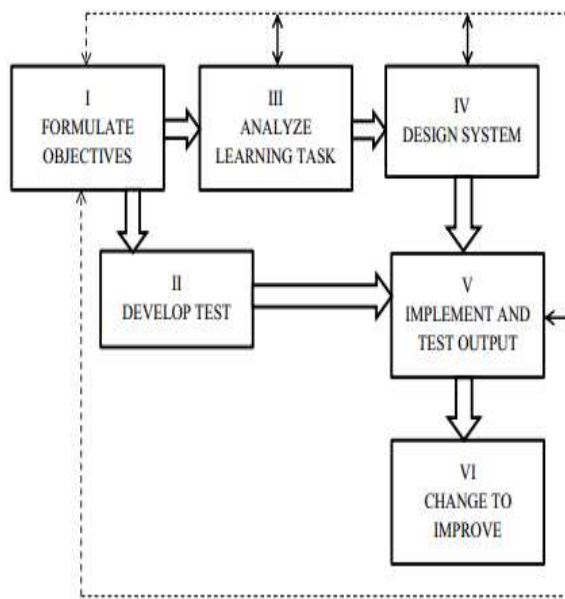 I
FORMULATE
OBJECTIVES
III
ANALYZE
LEARNING TASK
IV
DESIGN SYSTEM
II
DEVELOP TEST
V
IMPLEMENT AND
TEST OUTPUT
VI
CHANGE TO
IMPROVE